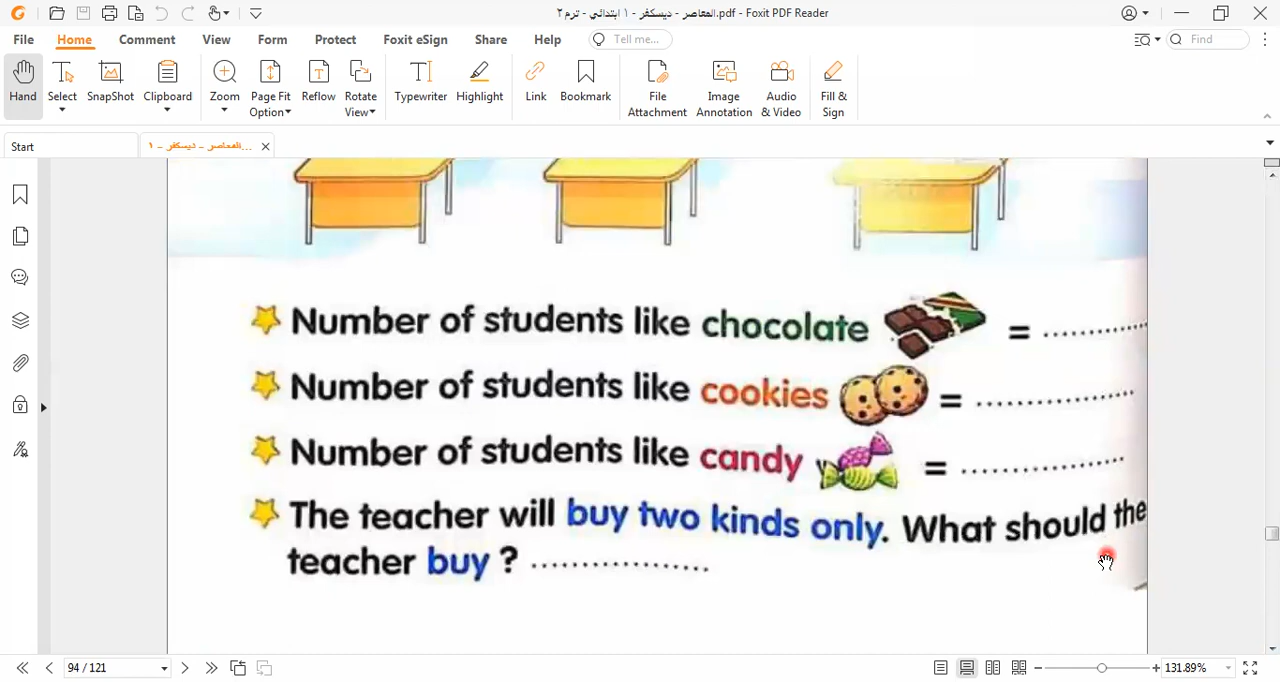 المعاصر - ديسكفر - ١ ابتدائي - ترم٢.pdf - Foxit PDF Reader
File Home Comment View Form Protect Foxit eSign Share Help Tell me... Find
Hand Select SnapShot Clipboard Zoom Page Fit Option Reflow Rotate View Typewriter Highlight Link Bookmark File Attachment Image Annotation Audio & Video Fill & Sign
Start المعاصر - ديسكفر - ١...
Number of students like chocolate = ..................
Number of students like cookies = ..................
Number of students like candy = ..................
The teacher will buy two kinds only. What should the
teacher buy ? ..................
94 / 121 131.89%